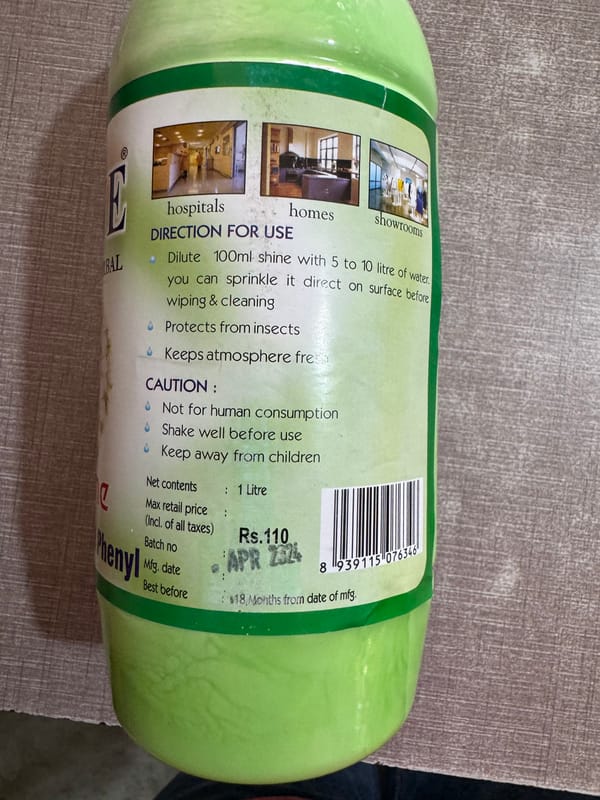 E®
BAL
hospitals
homes
showrooms
DIRECTION FOR USE
Dilute 100ml shine with 5 to 10 litre of water.
you can sprinkle it direct on surface before
wiping & cleaning
Protects from insects
Keeps atmosphere fresh
CAUTION :
Not for human consumption
Shake well before use
Keep away from children
Net contents : 1 Litre
Max retail price :
(Incl. of all taxes)
Rs.110
Batch no :
Mfg. date : APR 2024
Best before : 18 Months from date of mfg.
Phenyl
8 939115 076346